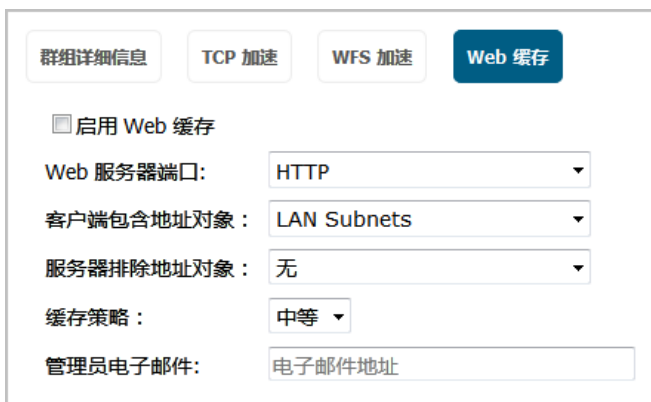 群组详细信息 TCP 加速 WFS 加速 Web 缓存
启用 Web 缓存
Web 服务器端口: HTTP
客户端包含地址对象： LAN Subnets
服务器排除地址对象： 无
缓存策略： 中等
管理员电子邮件: 电子邮件地址